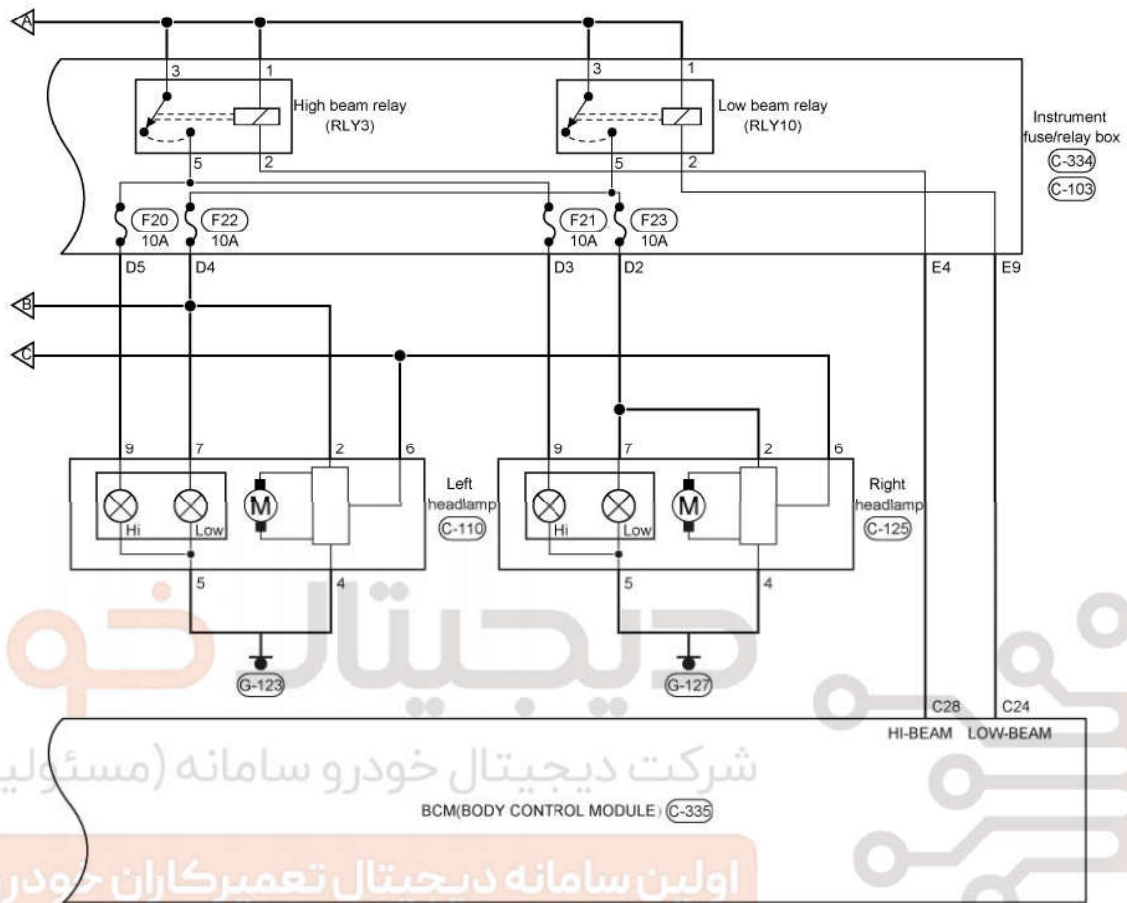 A
3
1
3
1
High beam relay
(RLY3)
Low beam relay
(RLY10)
Instrument
fuse/relay box
C-334
C-103
5
2
5
2
F20
10A
F22
10A
F21
10A
F23
10A
D5
D4
D3
D2
E4
E9
B
C
9
7
2
6
9
7
2
6
Left
headlamp
C-110
Right
headlamp
C-125
M
M
Hi
Low
Hi
Low
5
4
5
4
دیجیتال خو
G-123
G-127
C28
C24
HI-BEAM
LOW-BEAM
شرکت دیجیتال خودرو سامانه (مسئولی
BCM(BODY CONTROL MODULE) C-335
اولین سامانه دیجیتال تعمیرکاران خودرو